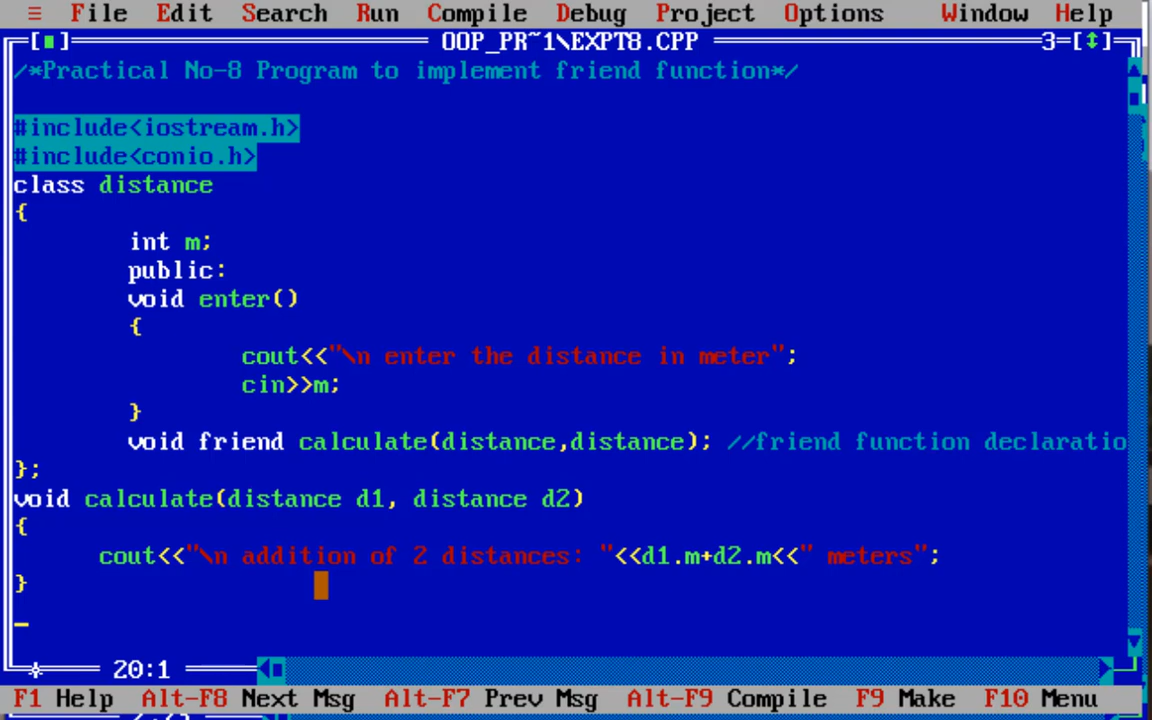 ≡ File Edit Search Run Compile Debug Project Options Window Help
[■] OOP_PR~1\EXPT8.CPP 3=[↕]
/*Practical No-8 Program to implement friend function*/
#include<iostream.h>
#include<conio.h>
class distance
{
int m;
public:
void enter()
{
cout<<"\n enter the distance in meter";
cin>>m;
}
void friend calculate(distance,distance); //friend function declaratio
};
void calculate(distance d1, distance d2)
{
cout<<"\n addition of 2 distances: "<<d1.m+d2.m<<" meters";
}
20:1
F1 Help Alt-F8 Next Msg Alt-F7 Prev Msg Alt-F9 Compile F9 Make F10 Menu